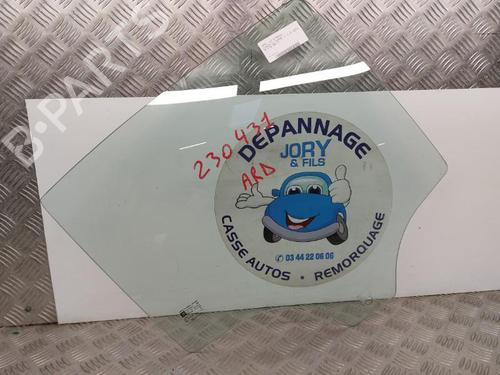 230431
ARD
DEPANNAGE
JORY
& FILS
03 44 22 06 06
CASSE AUTOS • REMORQUAGE
B-PARTS